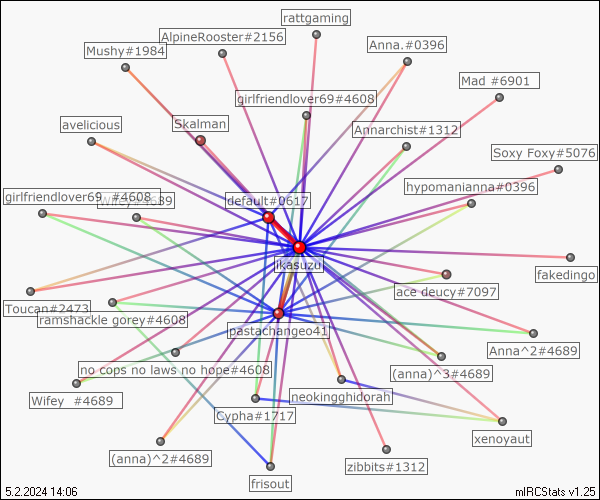 rattgaming
AlpineRooster#2156
Anna.#0396
Mushy#1984
Mad #6901
girlfriendlover69#4608
avelicious
Skalman
Annarchist#1312
Soxy Foxy#5076
hypomanianna#0396
girlfriendlover69_ #4608
default#0617
jkasuzu
fakedingo
ace deucy#7097
Toucan#2473
ramshackle gorey#4608
pastachangeo41
Anna^2#4689
no cops no laws no hope#4608
(anna)^3#4689
Wifey #4689
neokingghidorah
Cypha#1717
xenoyaut
(anna)^2#4689
zibbits#1312
frisout
5.2.2024 14:06
mIRCStats v1.25